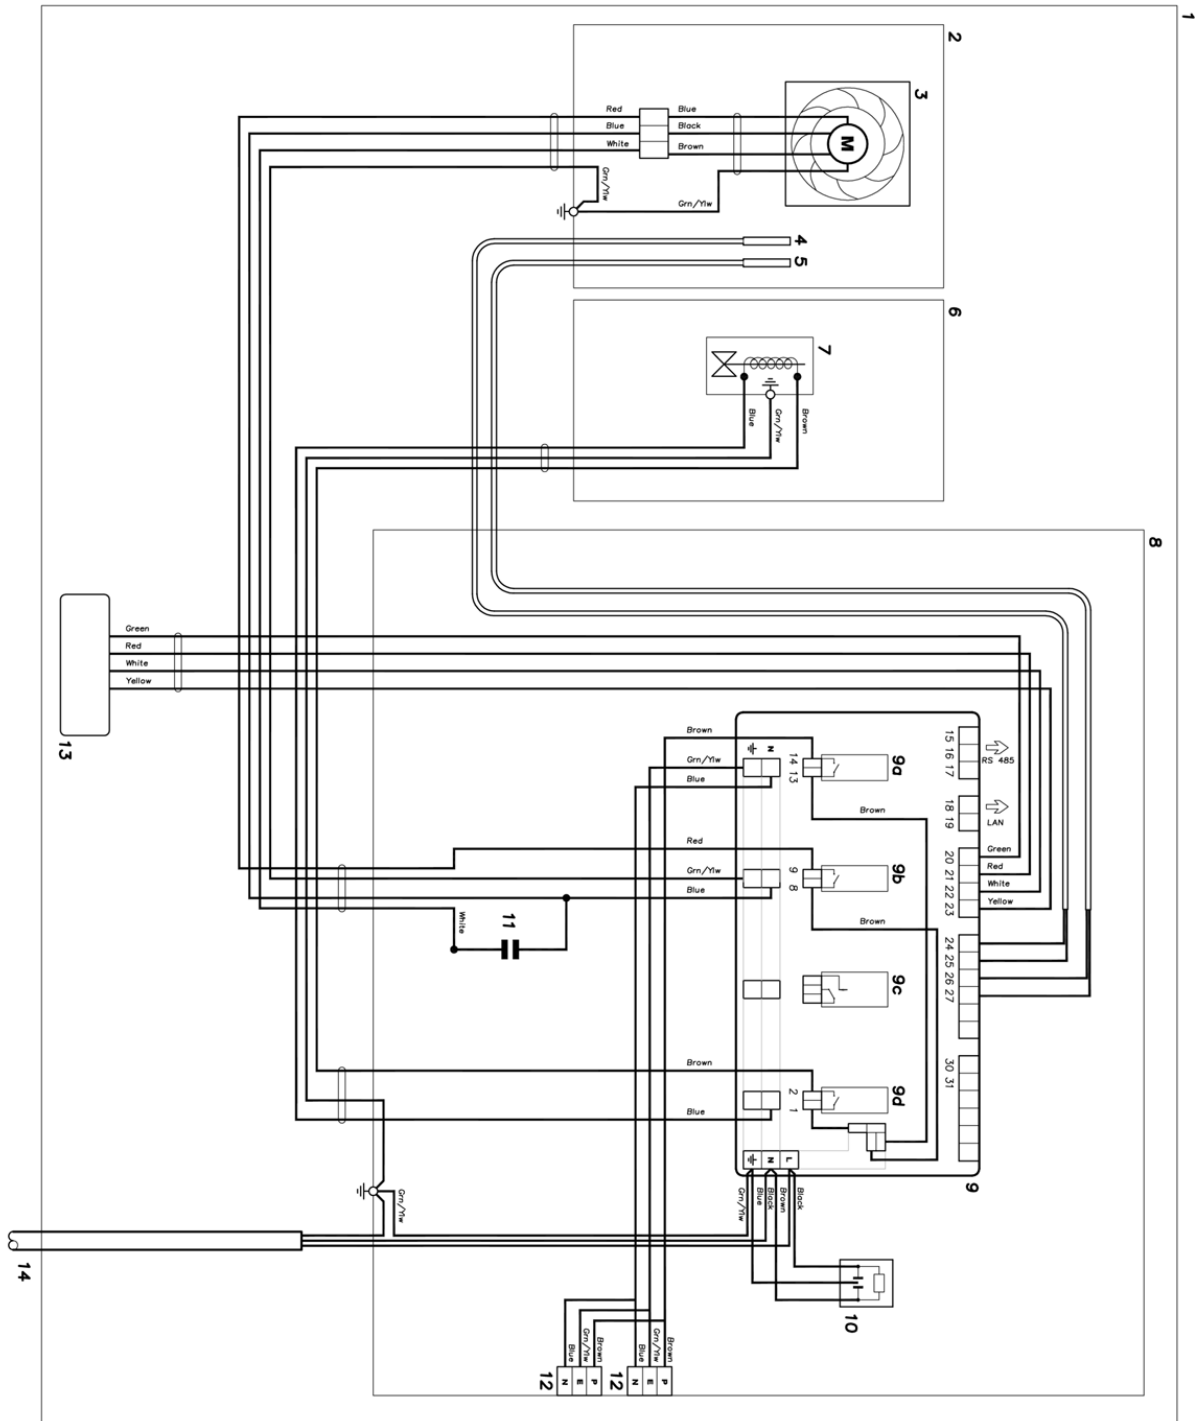 1
2
3
Red
Blue
Blue
Black
White
Brown
M
Grn/Ylw
Grn/Ylw
4
5
6
7
Blue
Grn/Ylw
Brown
8
Green
Red
White
Yellow
13
Brown
Grn/Ylw
Blue
N
14 13
9a
15 16 17
RS 485
Brown
18 19
LAN
Red
Grn/Ylw
Blue
9 8
9b
20 21 22 23
Green
Red
White
Yellow
Brown
White
11
9c
24 25 26 27
Brown
Blue
2 1
9d
30 31
N
L
9
Grn/Ylw
Grn/Ylw
Blue
Black
Brown
Black
14
10
Blue
Grn/Ylw
Brown
Blue
Grn/Ylw
Brown
12
N
E
P
12
N
E
P